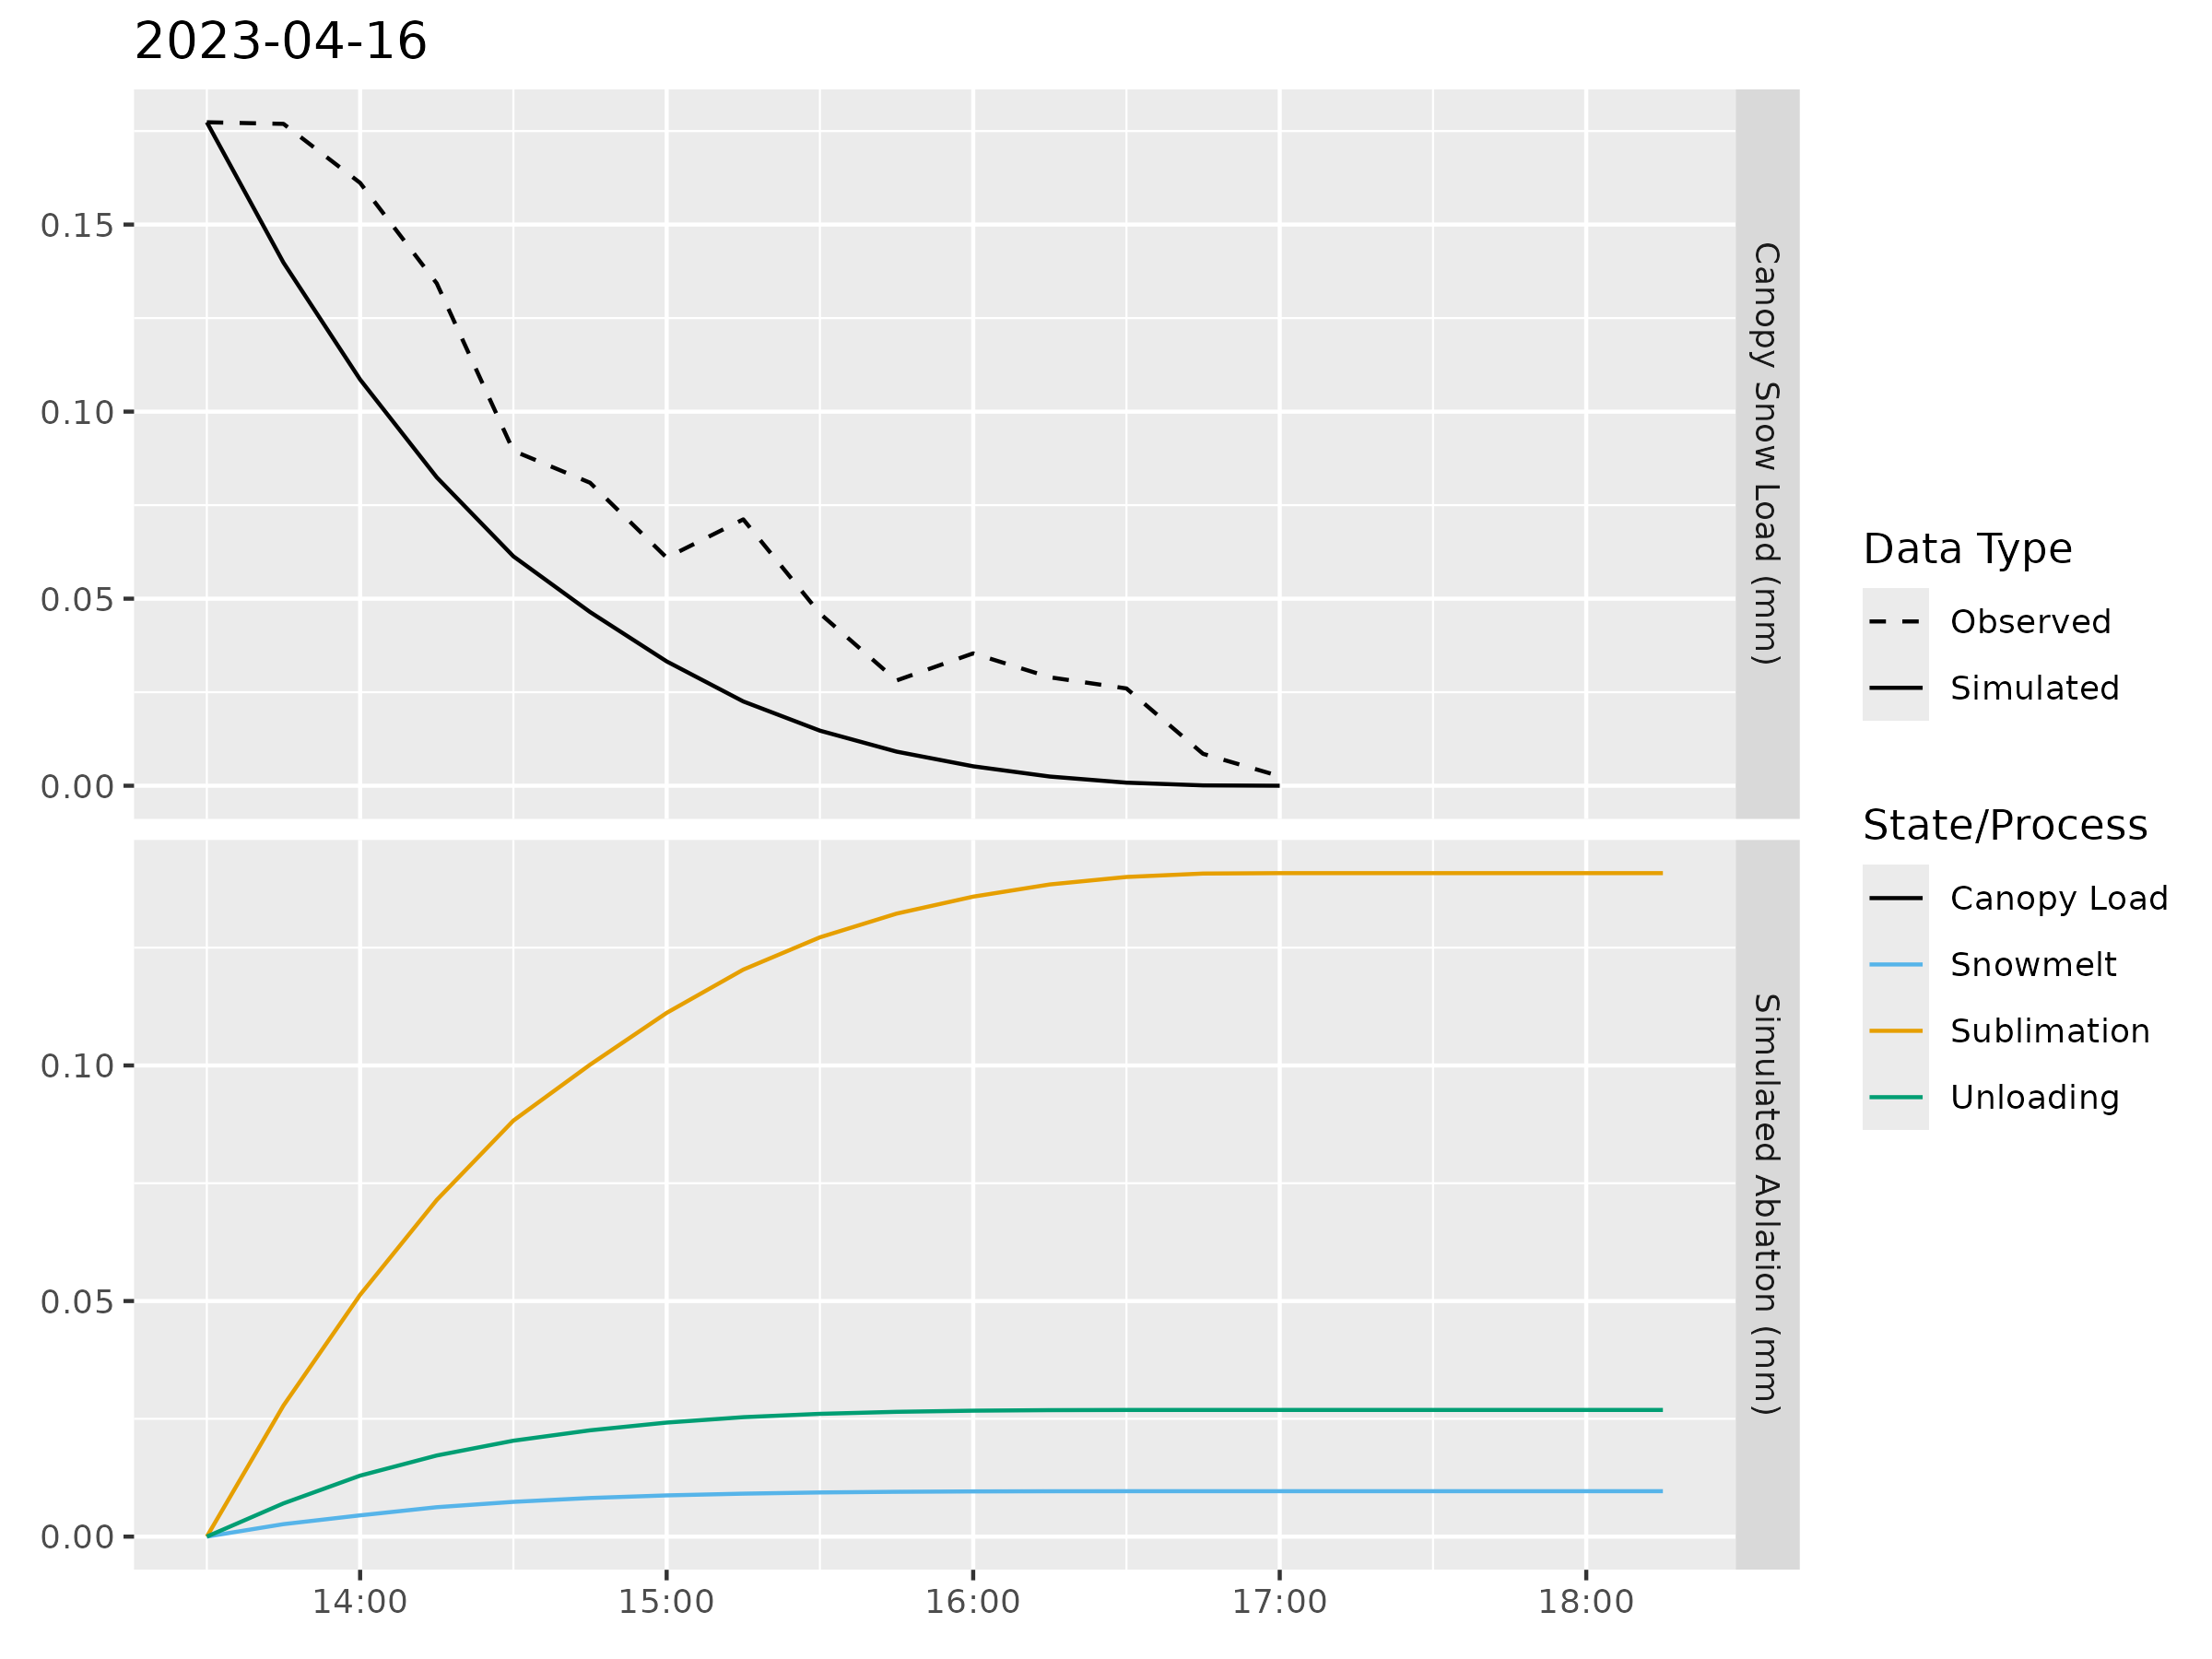 2023-04-16
0.15
0.10
0.05
0.00
Canopy Snow Load (mm)
0.10
0.05
0.00
Simulated Ablation (mm)
14:00 15:00 16:00 17:00 18:00
Data Type
Observed
Simulated
State/Process
Canopy Load
Snowmelt
Sublimation
Unloading